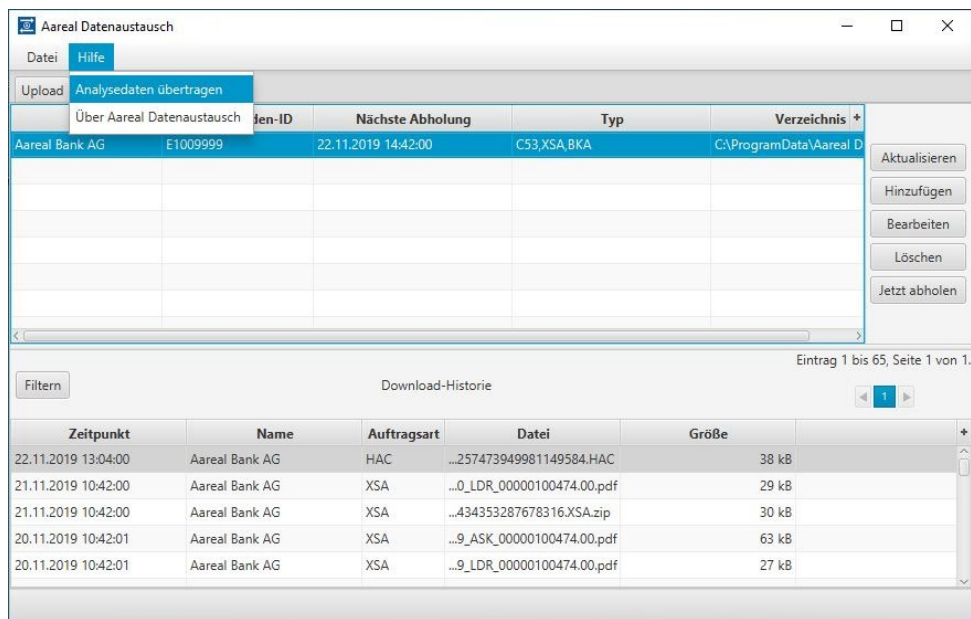 Aareal Datenaustausch
Datei Hilfe
Upload Analysedaten übertragen
Über Aareal Datenaustausch
den-ID Nächste Abholung Typ Verzeichnis +
Aareal Bank AG E1009999 22.11.2019 14:42:00 C53,XSA,BKA C:\ProgramData\Aareal D
Aktualisieren
Hinzufügen
Bearbeiten
Löschen
Jetzt abholen
Eintrag 1 bis 65, Seite 1 von 1.
Filtern Download-Historie 1
Zeitpunkt Name Auftragsart Datei Größe +
22.11.2019 13:04:00 Aareal Bank AG HAC ...257473949981149584.HAC 38 kB
21.11.2019 10:42:00 Aareal Bank AG XSA ...0_LDR_00000100474.00.pdf 29 kB
21.11.2019 10:42:00 Aareal Bank AG XSA ...434353287678316.XSA.zip 30 kB
20.11.2019 10:42:01 Aareal Bank AG XSA ...9_ASK_00000100474.00.pdf 63 kB
20.11.2019 10:42:01 Aareal Bank AG XSA ...9_LDR_00000100474.00.pdf 27 kB